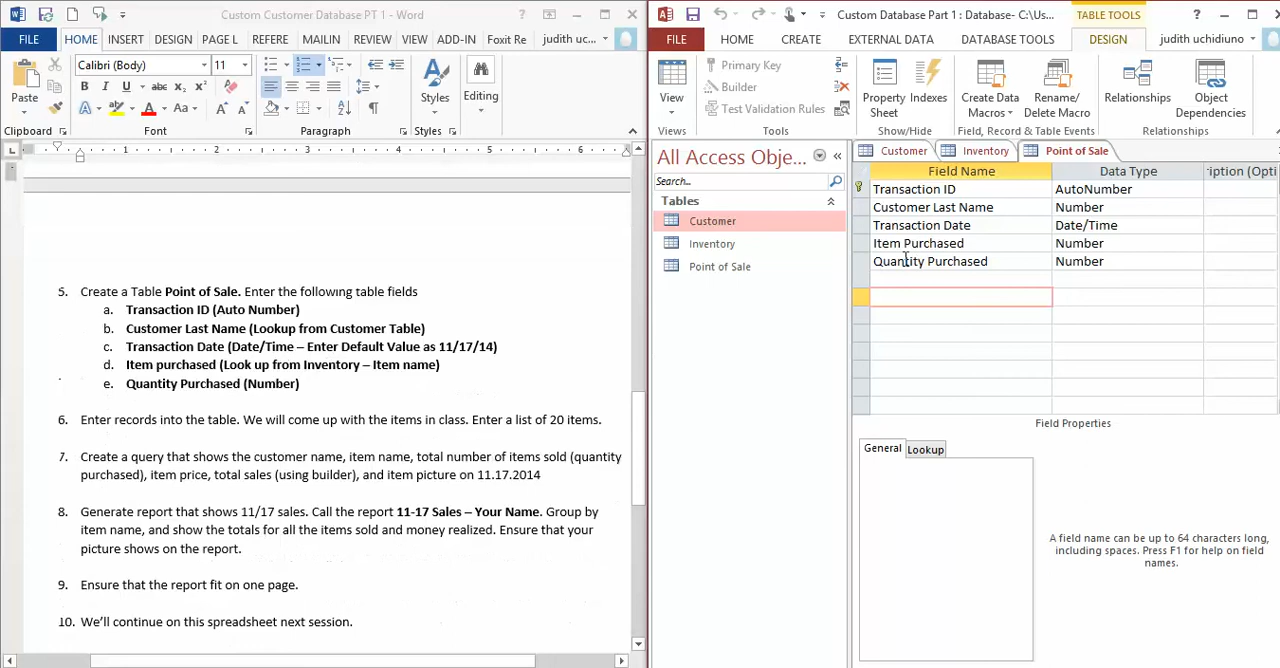 Custom Customer Database PT 1 - Word
FILE HOME INSERT DESIGN PAGE L REFERE MAILIN REVIEW VIEW ADD-IN Foxit Re judith uc...
Calibri (Body) 11
Paste Styles Editing
Clipboard Font Paragraph Styles
1 2 3 4 5 6
5. Create a Table Point of Sale. Enter the following table fields
a. Transaction ID (Auto Number)
b. Customer Last Name (Lookup from Customer Table)
c. Transaction Date (Date/Time – Enter Default Value as 11/17/14)
d. Item purchased (Look up from Inventory – Item name)
e. Quantity Purchased (Number)
6. Enter records into the table. We will come up with the items in class. Enter a list of 20 items.
7. Create a query that shows the customer name, item name, total number of items sold (quantity
purchased), item price, total sales (using builder), and item picture on 11.17.2014
8. Generate report that shows 11/17 sales. Call the report 11-17 Sales – Your Name. Group by
item name, and show the totals for all the items sold and money realized. Ensure that your
picture shows on the report.
9. Ensure that the report fit on one page.
10. We'll continue on this spreadsheet next session.
Custom Database Part 1 : Database- C:\Us... TABLE TOOLS
FILE HOME CREATE EXTERNAL DATA DATABASE TOOLS DESIGN judith uchidiuno
View
Primary Key
Builder
Test Validation Rules
Property Sheet
Indexes
Create Data Macros
Rename/ Delete Macro
Relationships
Object Dependencies
Views Tools Show/Hide Field, Record & Table Events Relationships
All Access Obje...
Search...
Tables
Customer
Inventory
Point of Sale
Customer Inventory Point of Sale
Field Name Data Type ription (Opti
Transaction ID AutoNumber
Customer Last Name Number
Transaction Date Date/Time
Item Purchased Number
Quantity Purchased Number
Field Properties
General Lookup
A field name can be up to 64 characters long,
including spaces. Press F1 for help on field
names.